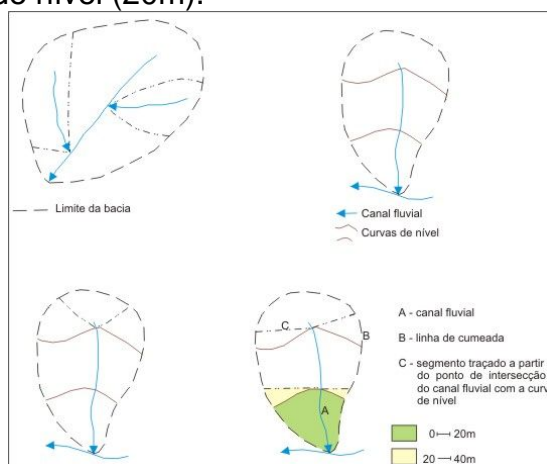 de nível (20m).
Limite da bacia
Canal fluvial
Curvas de nível
C
B
A
A - canal fluvial
B - linha de cumeada
C - segmento traçado a partir
do ponto de intersecção
do canal fluvial com a curv
de nível
0 20m
20 40m